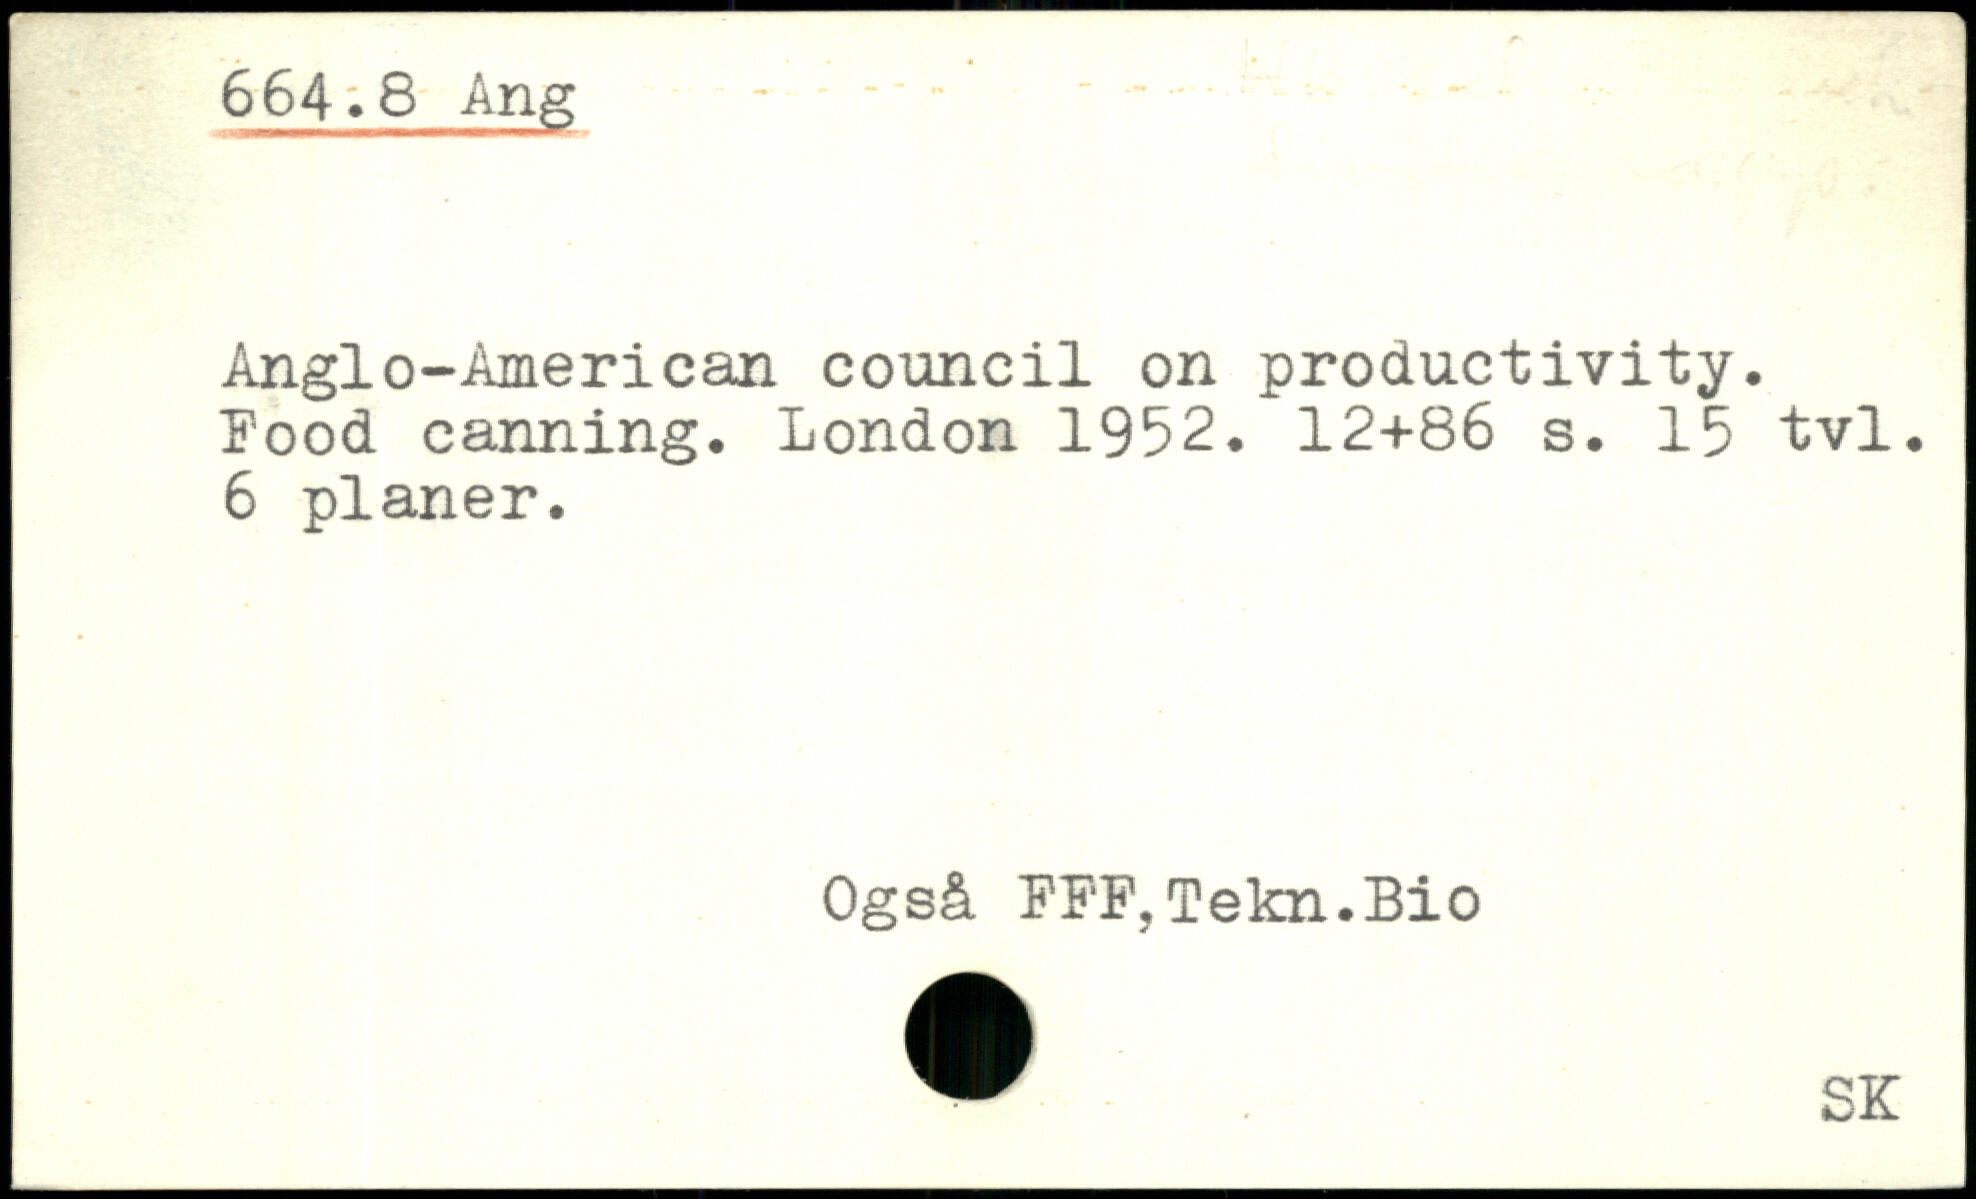 664.8 Ang
Anglo-American council on productivity.
Food canning. London 1952. 12+86 s. 15 tvl.
6 planer.
Også FFF,Tekn.Bio
SK